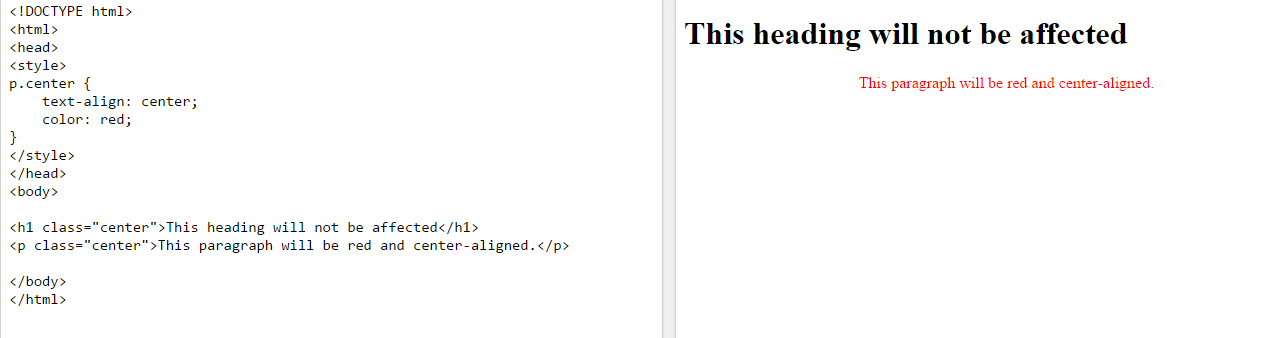 <!DOCTYPE html>
<html>
<head>
<style>
p.center {
    text-align: center;
    color: red;
}
</style>
</head>
<body>

<h1 class="center">This heading will not be affected</h1>
<p class="center">This paragraph will be red and center-aligned.</p>

</body>
</html>
This heading will not be affected
This paragraph will be red and center-aligned.